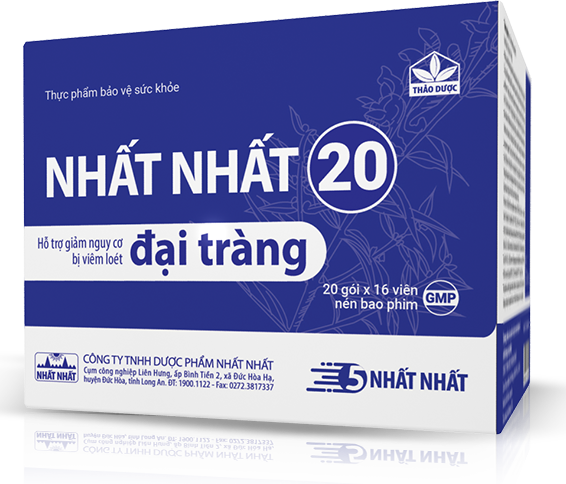 THẢO DƯỢC
Thực phẩm bảo vệ sức khỏe
NHẤT NHẤT 20
Hỗ trợ giảm nguy cơ
bị viêm loét
đại tràng
20 gói x 16 viên
nén bao phim
GMP
NHẤT NHẤT
CÔNG TY TNHH DƯỢC PHẨM NHẤT NHẤT
Cụm công nghiệp Liên Hưng, ấp Bình Tiền 2, xã Đức Hòa Hạ,
huyện Đức Hòa, tỉnh Long An. ĐT: 1900.1122 - Fax: 0272.3817337
5 NHẤT NHẤT